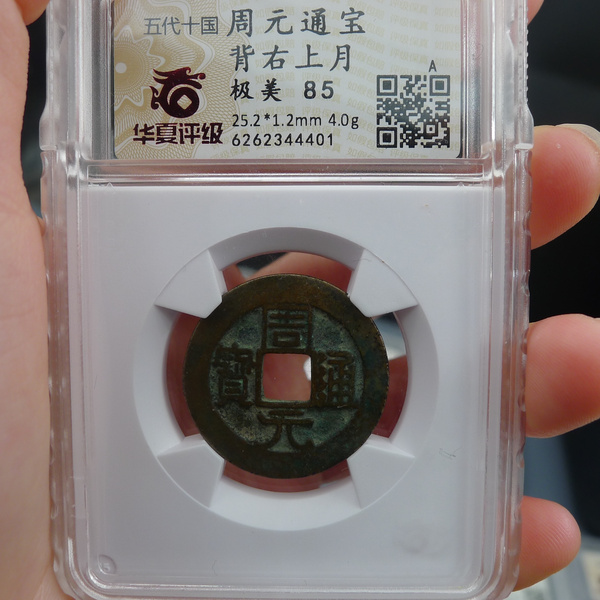 五代十国 周元通宝
背右上月
极美 85
25.2*1.2mm 4.0g
6262344401
华夏评级
A
周元通寶